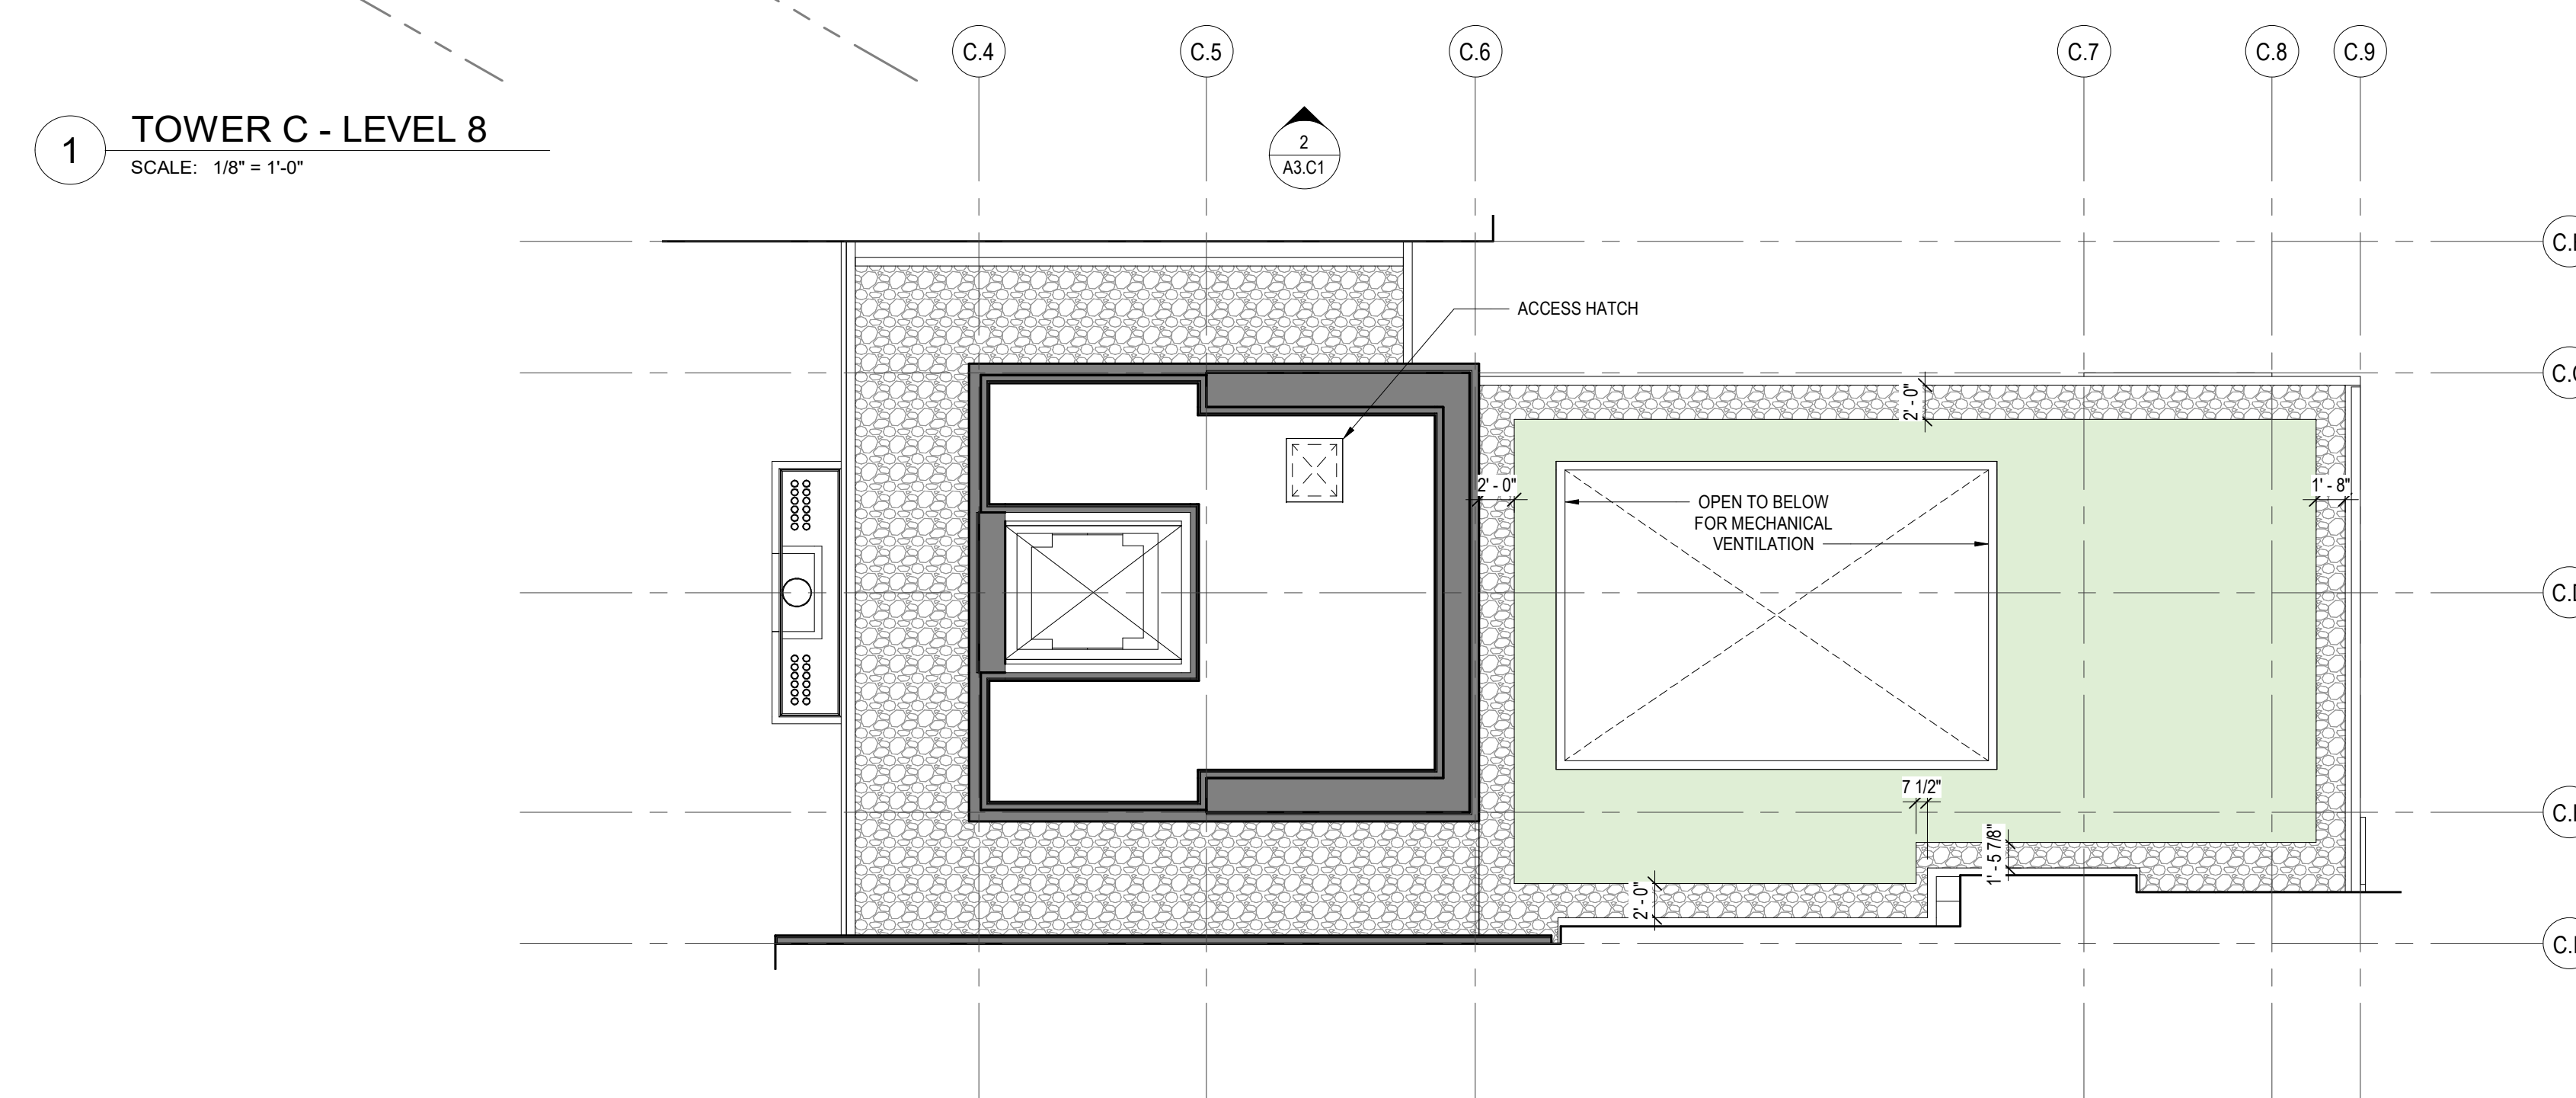 C.4
C.5
C.6
C.7
C.8
C.9
1
TOWER C - LEVEL 8
SCALE: 1/8" = 1'-0"
2
A3.C1
ACCESS HATCH
2' - 0"
2' - 0"
1' - 8"
OPEN TO BELOW
FOR MECHANICAL
VENTILATION
7 1/2"
1' - 5 7/8"
2' - 0"